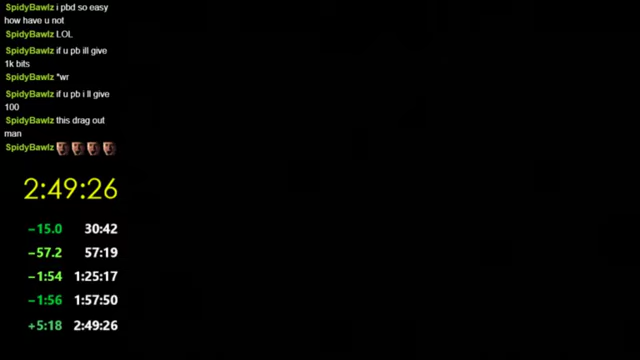 SpidyBawlz i pbd so easy
how have u not
SpidyBawlz LOL
SpidyBawlz if u pb ill give
1k bits
SpidyBawlz *wr
SpidyBawlz if u pb i ll give
100
SpidyBawlz this drag out
man
SpidyBawlz
2:49:26
−15.0 30:42
−57.2 57:19
−1:54 1:25:17
−1:56 1:57:50
+5:18 2:49:26